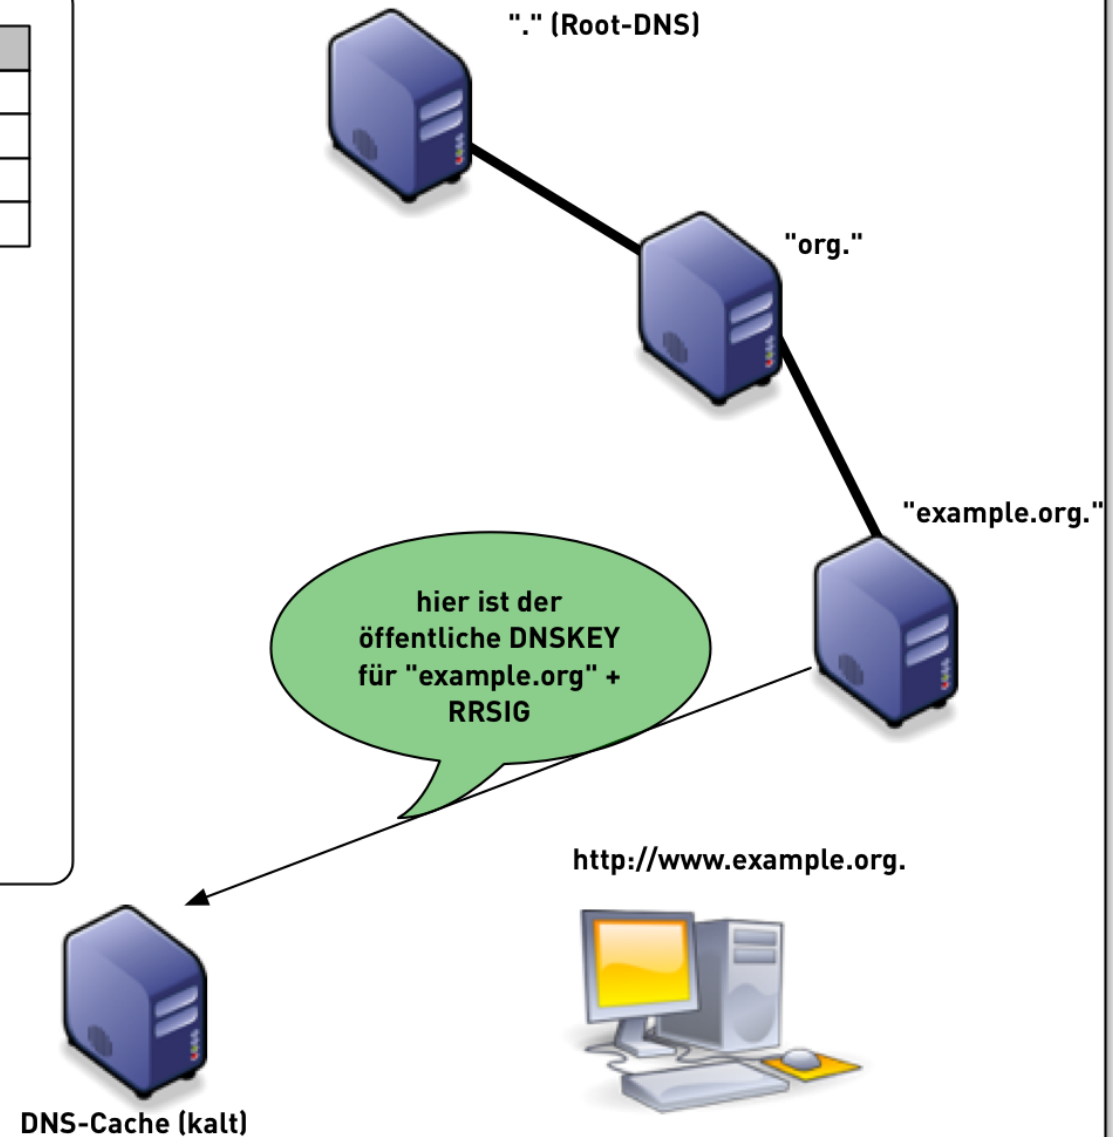 "." (Root-DNS)
"org."
"example.org."
hier ist der
öffentliche DNSKEY
für "example.org" +
RRSIG
http://www.example.org.
DNS-Cache (kalt)